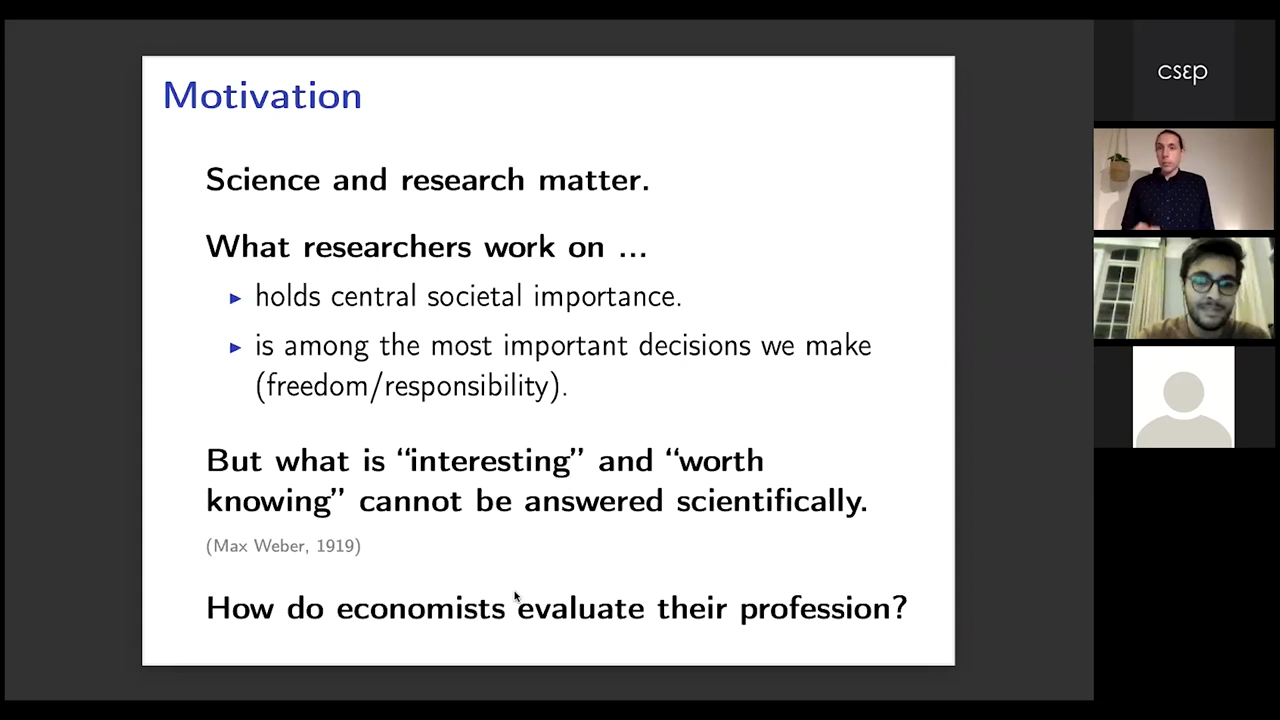 Motivation
Science and research matter.
What researchers work on ...
▶ holds central societal importance.
▶ is among the most important decisions we make
(freedom/responsibility).
But what is “interesting” and “worth
knowing” cannot be answered scientifically.
(Max Weber, 1919)
How do economists evaluate their profession?
csεp